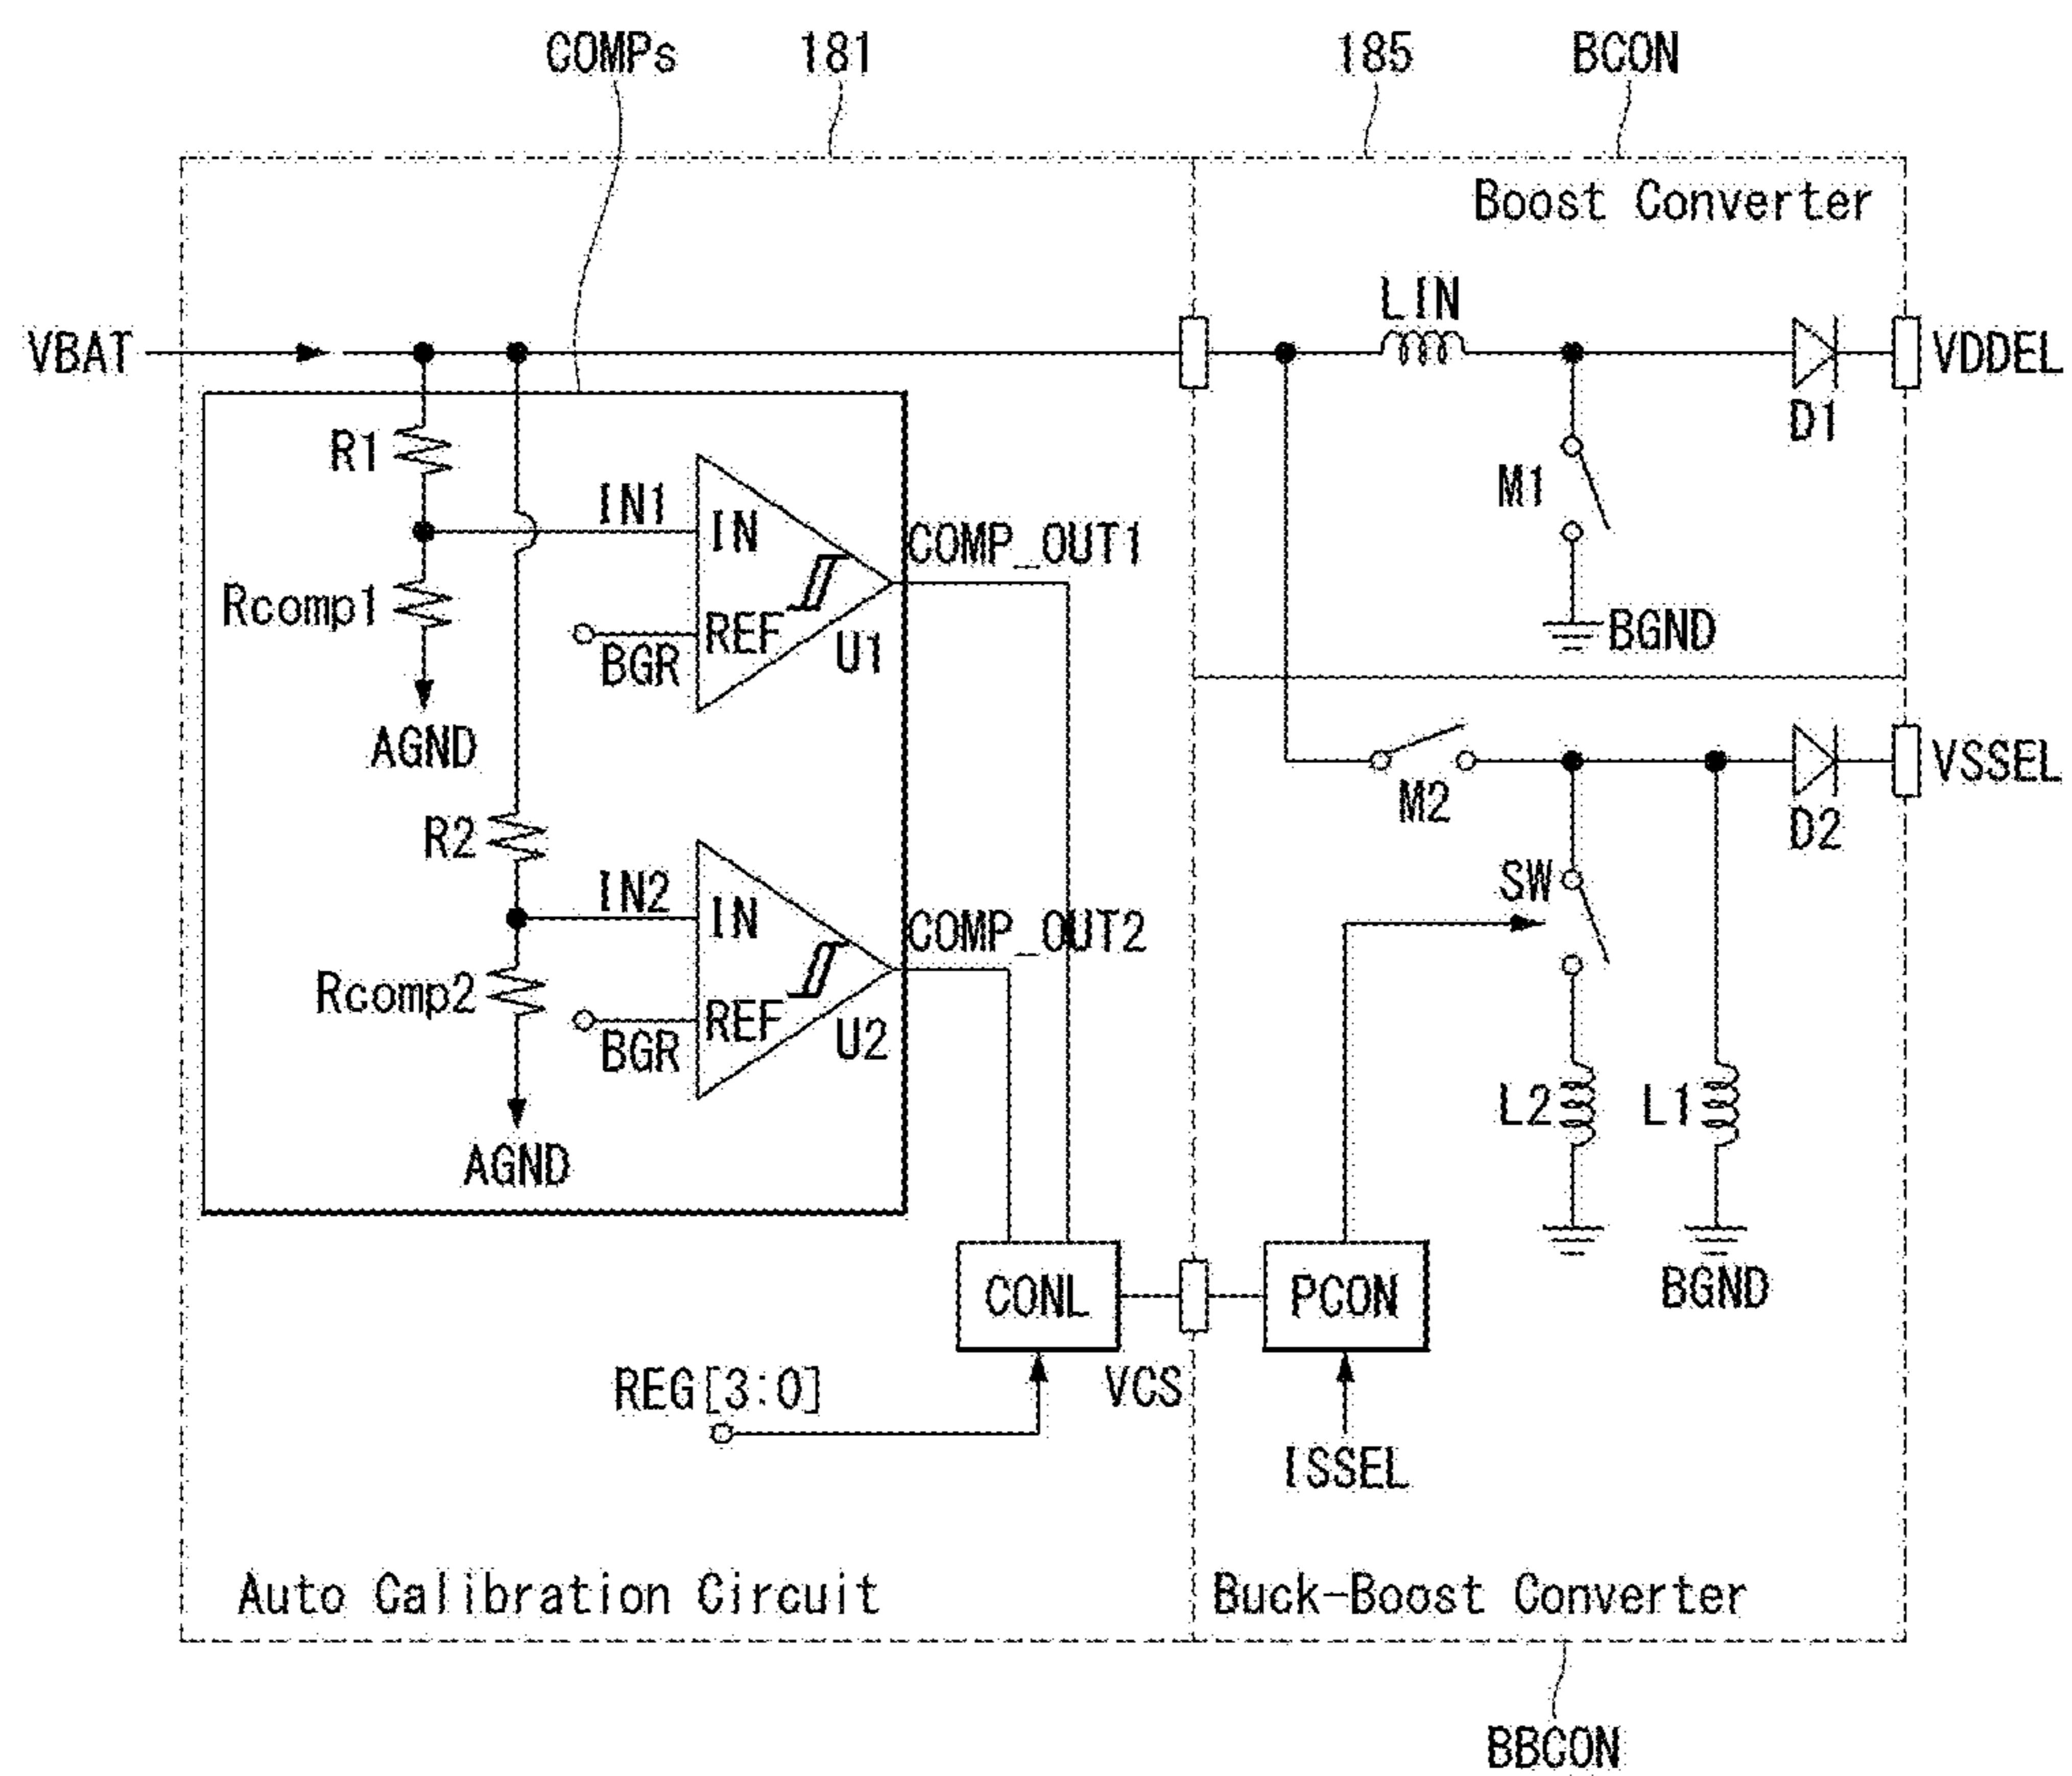 COMPs
181
185
BCON
Boost Converter
LIN
VBAT
VDDEL
D1
R1
M1
IN1
IN
COMP_OUT1
Rcomp1
REF
BGR
U1
BGND
AGND
M2
VSSEL
D2
R2
SW
IN2
IN
COMP_OUT2
Rcomp2
REF
BGR
U2
L2
L1
AGND
BGND
CONL
PCON
REG[3:0]
VCS
ISSEL
Auto Calibration Circuit
Buck-Boost Converter
BBCON